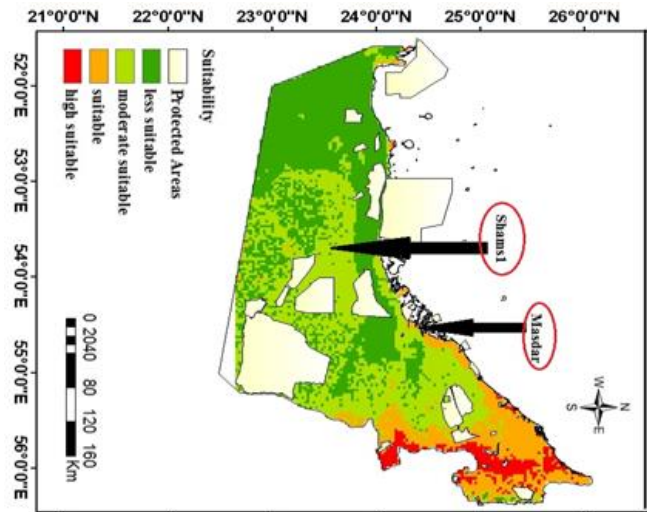 21°0'0"N
22°0'0"N
23°0'0"N
24°0'0"N
25°0'0"N
26°0'0"N
52°0'0"E
53°0'0"E
54°0'0"E
55°0'0"E
56°0'0"E
Suitability
Protected Areas
less suitable
moderate suitable
suitable
high suitable
Shams1
Masdar
N
W
E
S
0 20 40 80 120 160
Km